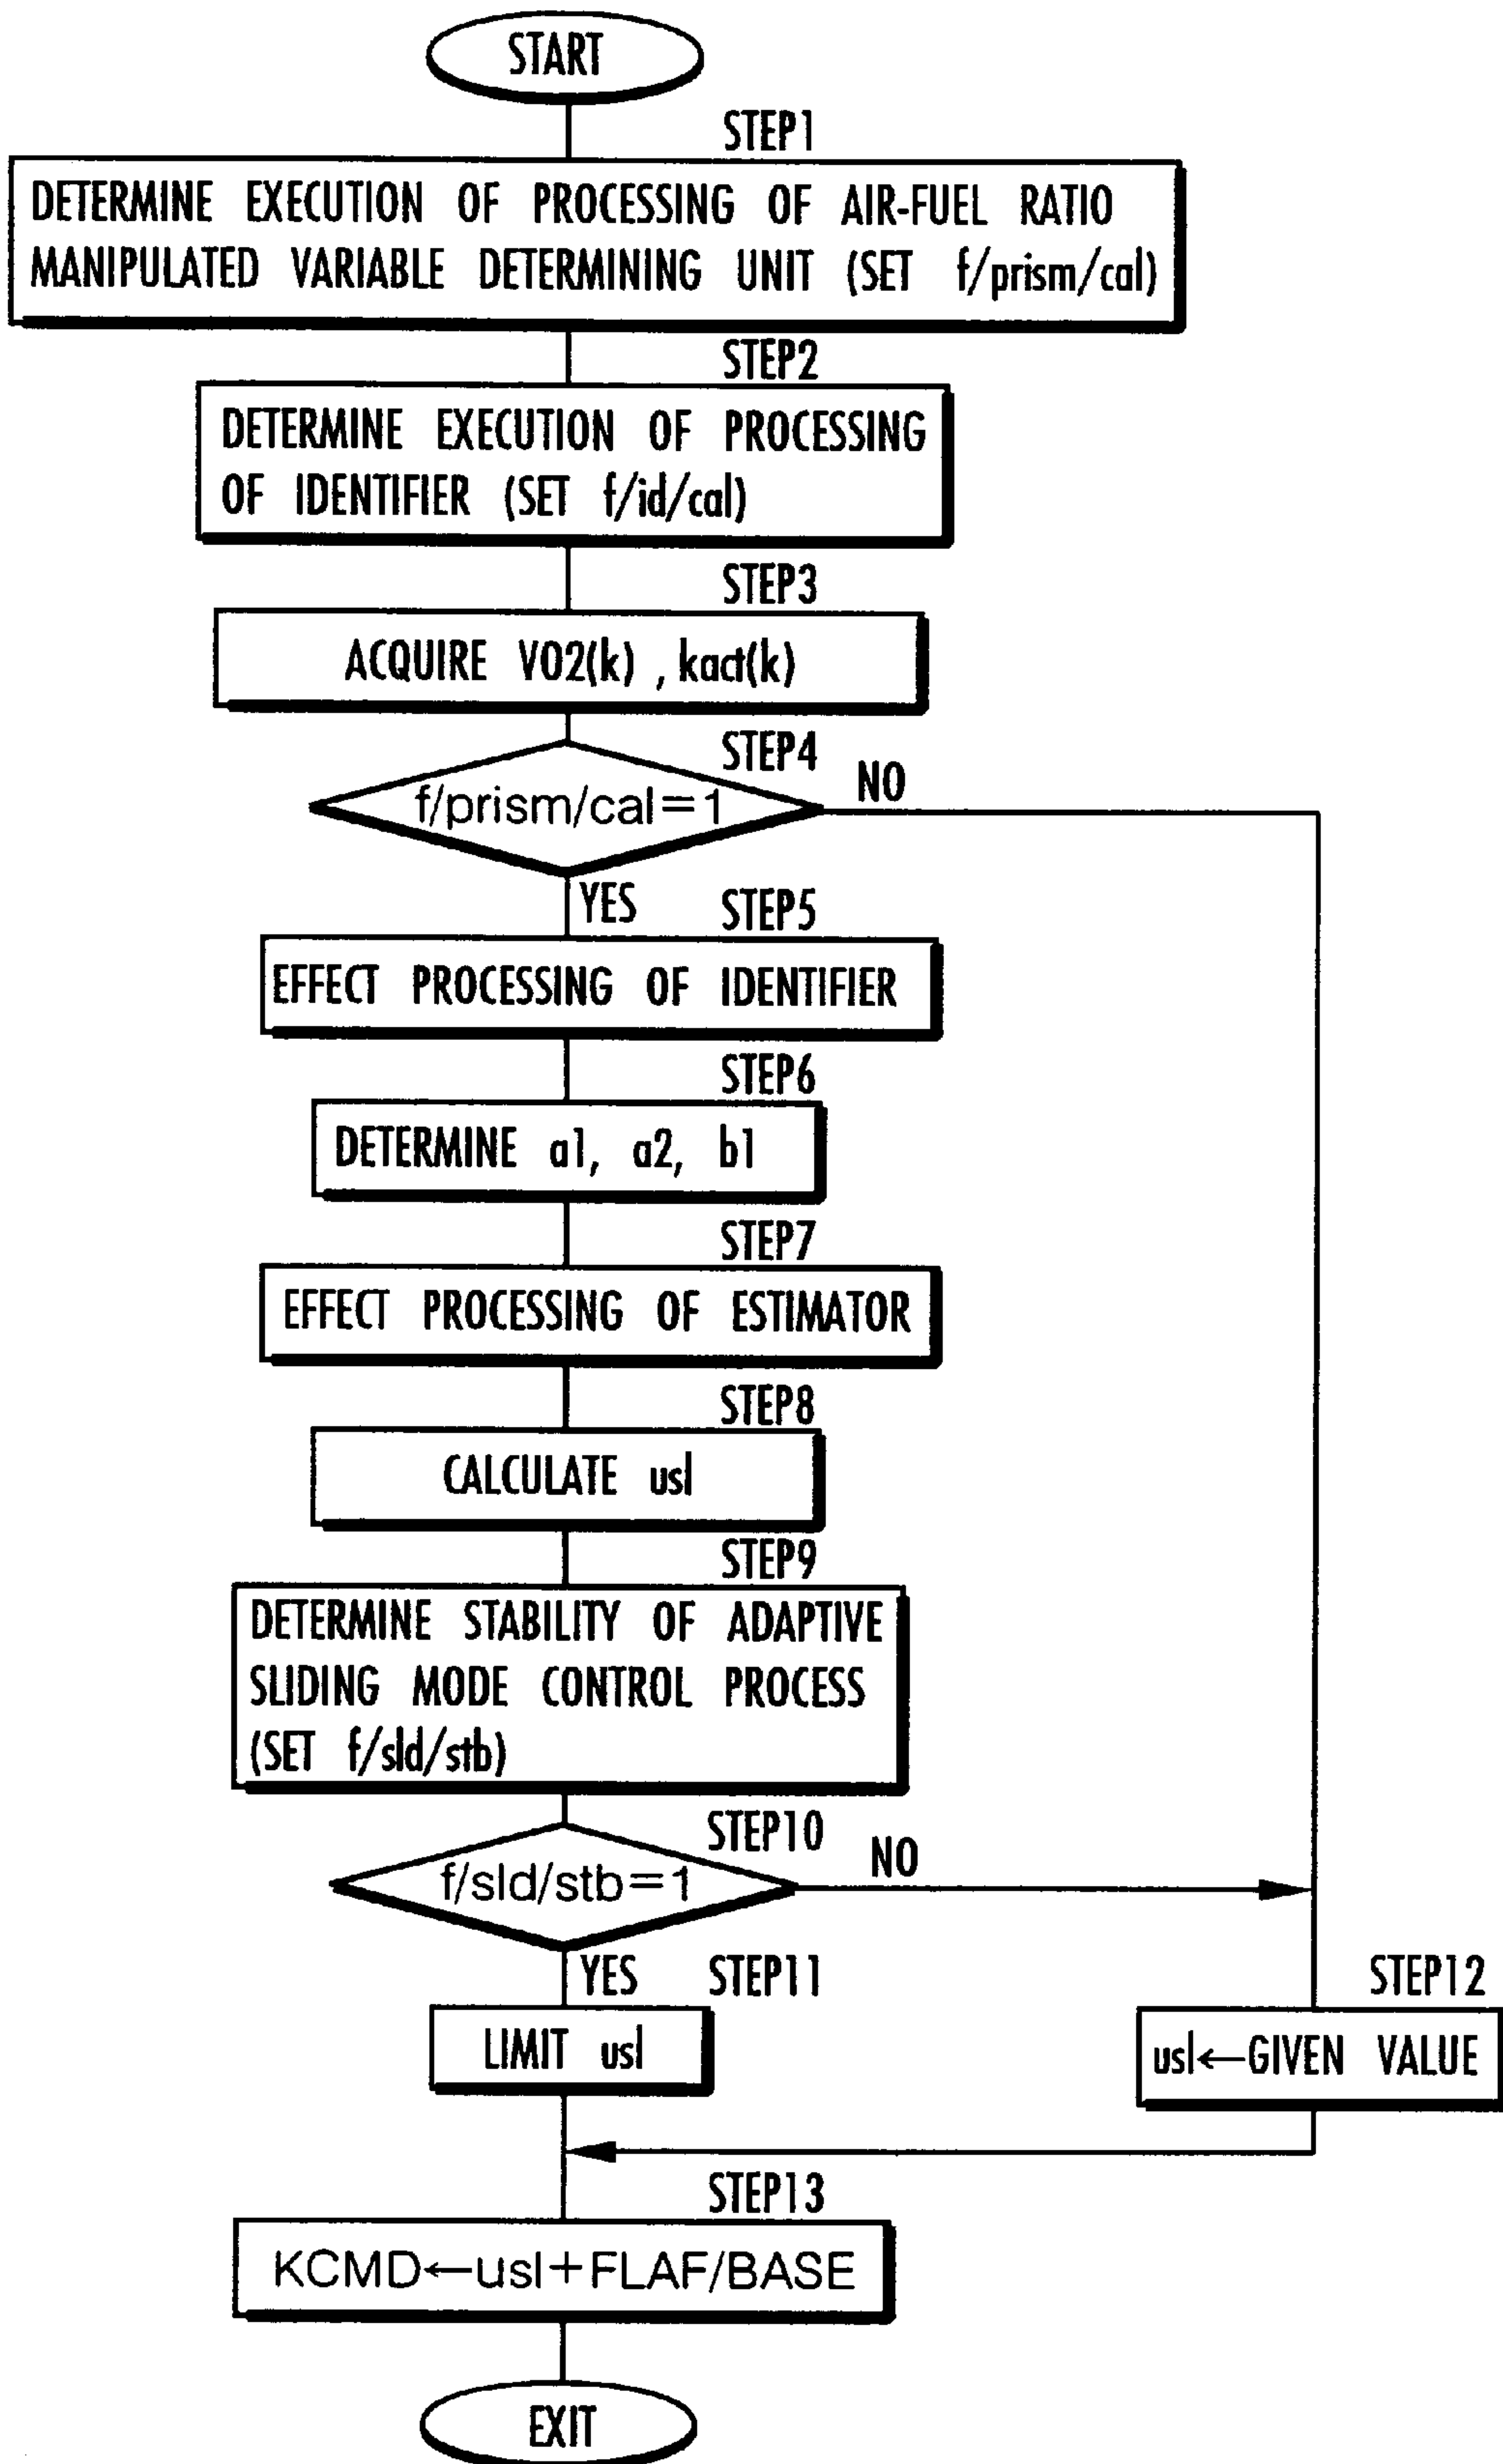 START
STEP1
DETERMINE EXECUTION OF PROCESSING OF AIR-FUEL RATIO
MANIPULATED VARIABLE DETERMINING UNIT (SET f/prism/cal)
STEP2
DETERMINE EXECUTION OF PROCESSING
OF IDENTIFIER (SET f/id/cal)
STEP3
ACQUIRE VO2(k) , kact(k)
STEP4
f/prism/cal=1
NO
YES
STEP5
EFFECT PROCESSING OF IDENTIFIER
STEP6
DETERMINE a1, a2, b1
STEP7
EFFECT PROCESSING OF ESTIMATOR
STEP8
CALCULATE usl
STEP9
DETERMINE STABILITY OF ADAPTIVE
SLIDING MODE CONTROL PROCESS
(SET f/sld/stb)
STEP10
f/sld/stb=1
NO
YES
STEP11
LIMIT usl
STEP12
usl←GIVEN VALUE
STEP13
KCMD←usl+FLAF/BASE
EXIT